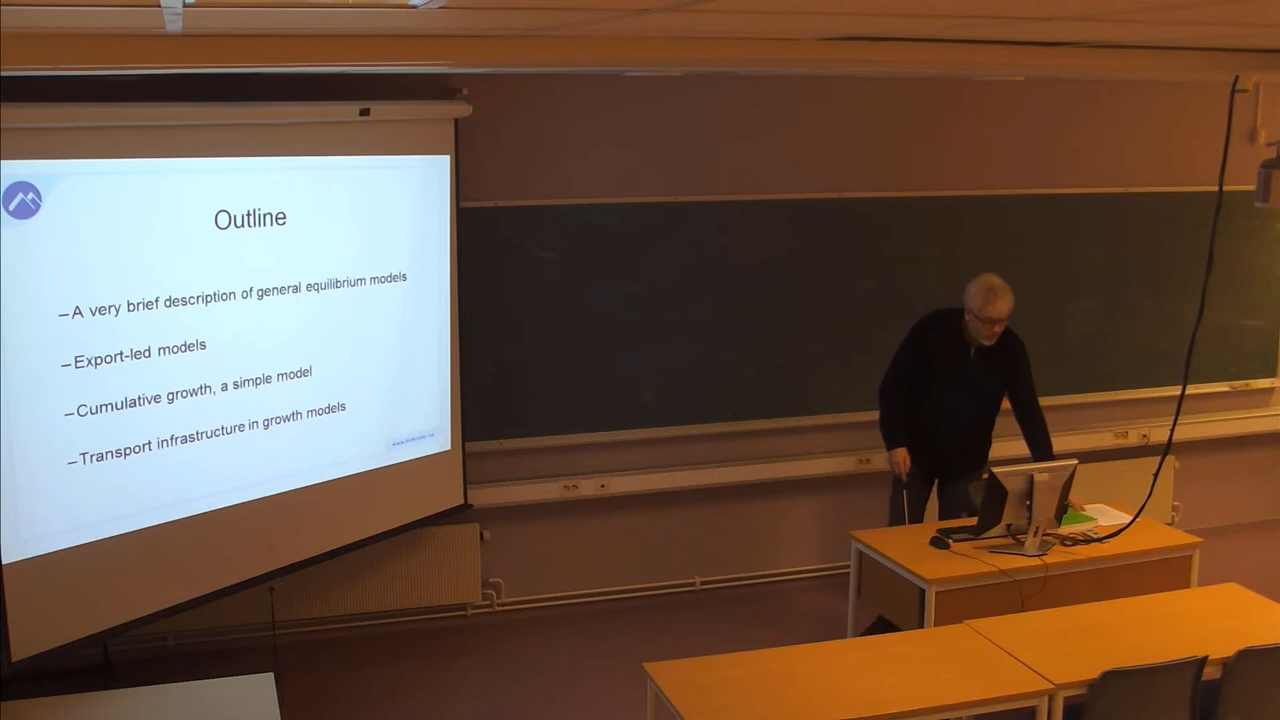 Outline
–A very brief description of general equilibrium models
–Export-led models
–Cumulative growth, a simple model
–Transport infrastructure in growth models